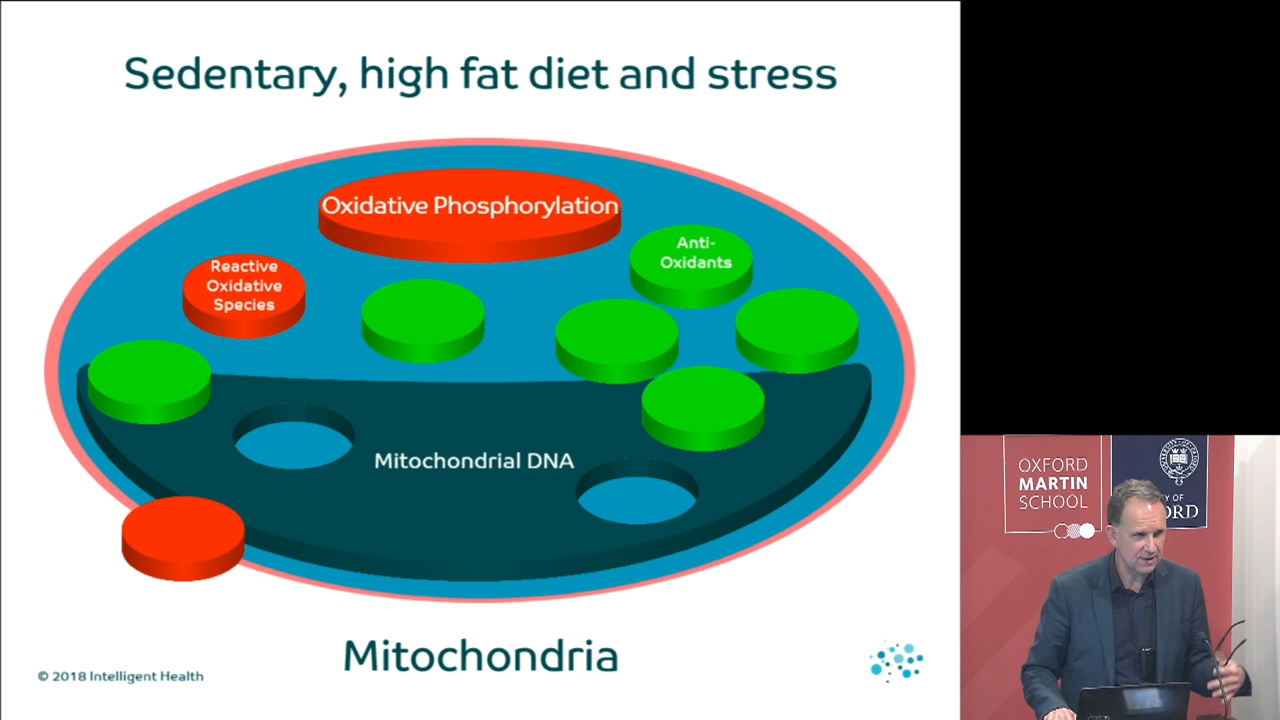 Sedentary, high fat diet and stress
Oxidative Phosphorylation
Anti-
Oxidants
Reactive
Oxidative
Species
Mitochondrial DNA
Mitochondria
© 2018 Intelligent Health
OXFORD
MARTIN
SCHOOL